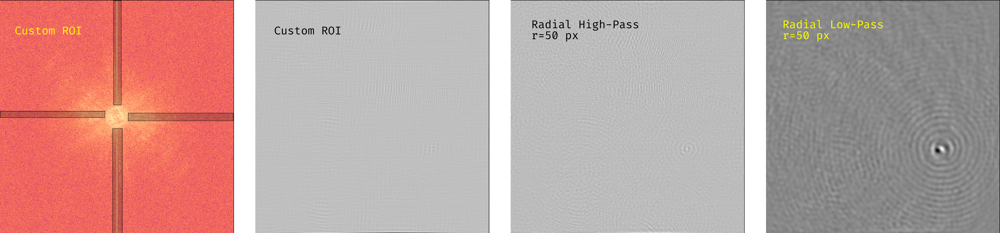 Custom ROI
Custom ROI
Radial High-Pass
r=50 px
Radial Low-Pass
r=50 px